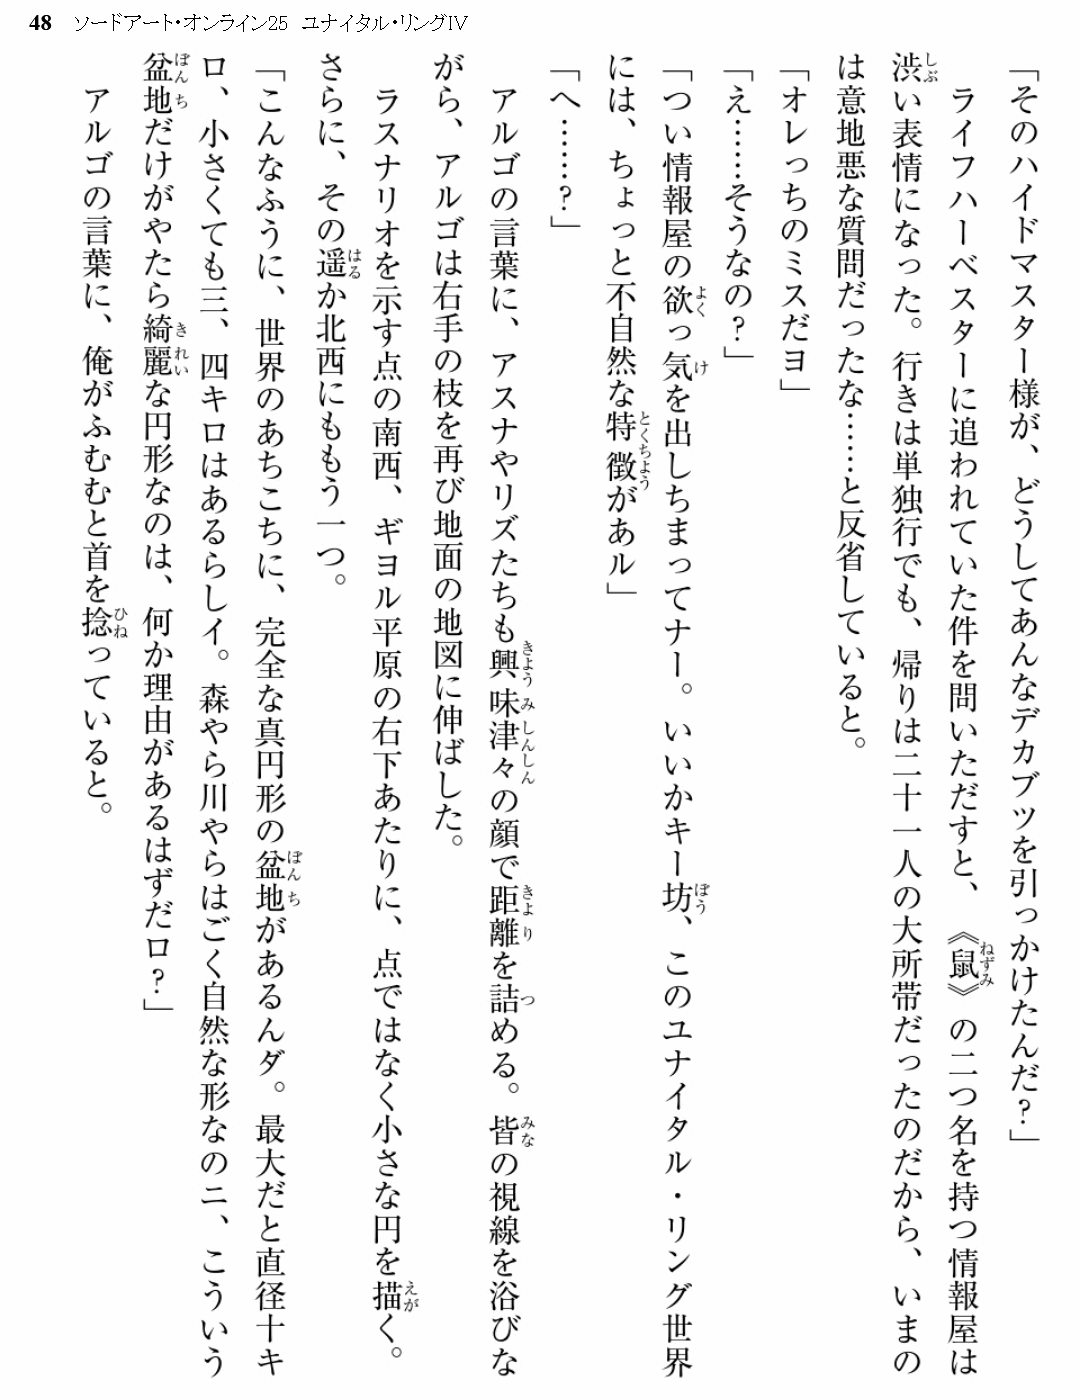 48 ソードアート・オンライン25 ユナイタル・リングIV
「そのハイドマスター様が、どうしてあんなデカブツを引っかけたんだ?」
ライフハーベスターに追われていた件を問いただすと、《鼠》の二つ名を持つ情報屋は
渋い表情になった。行きは単独行でも、帰りは二十一人の大所帯だったのだから、いまの
は意地悪な質問だったな……と反省していると。
「オレっちのミスだヨ」
「え……そうなの?」
「つい情報屋の欲っ気を出しちまってナー。いいかキー坊、このユナイタル・リング世界
には、ちょっと不自然な特徴があル」
「へ……?」
アルゴの言葉に、アスナやリズたちも興味津々の顔で距離を詰める。皆の視線を浴びな
がら、アルゴは右手の枝を再び地面の地図に伸ばした。
ラスナリオを示す点の南西、ギヨル平原の右下あたりに、点ではなく小さな円を描く。
さらに、その遥か北西にももう一つ。
「こんなふうに、世界のあちこちに、完全な真円形の盆地があるんダ。最大だと直径十キ
ロ、小さくても三、四キロはあるらしイ。森やら川やらはごく自然な形なのニ、こういう
盆地だけがやたら綺麗な円形なのは、何か理由があるはずだロ?」
アルゴの言葉に、俺がふむむと首を捻っていると。